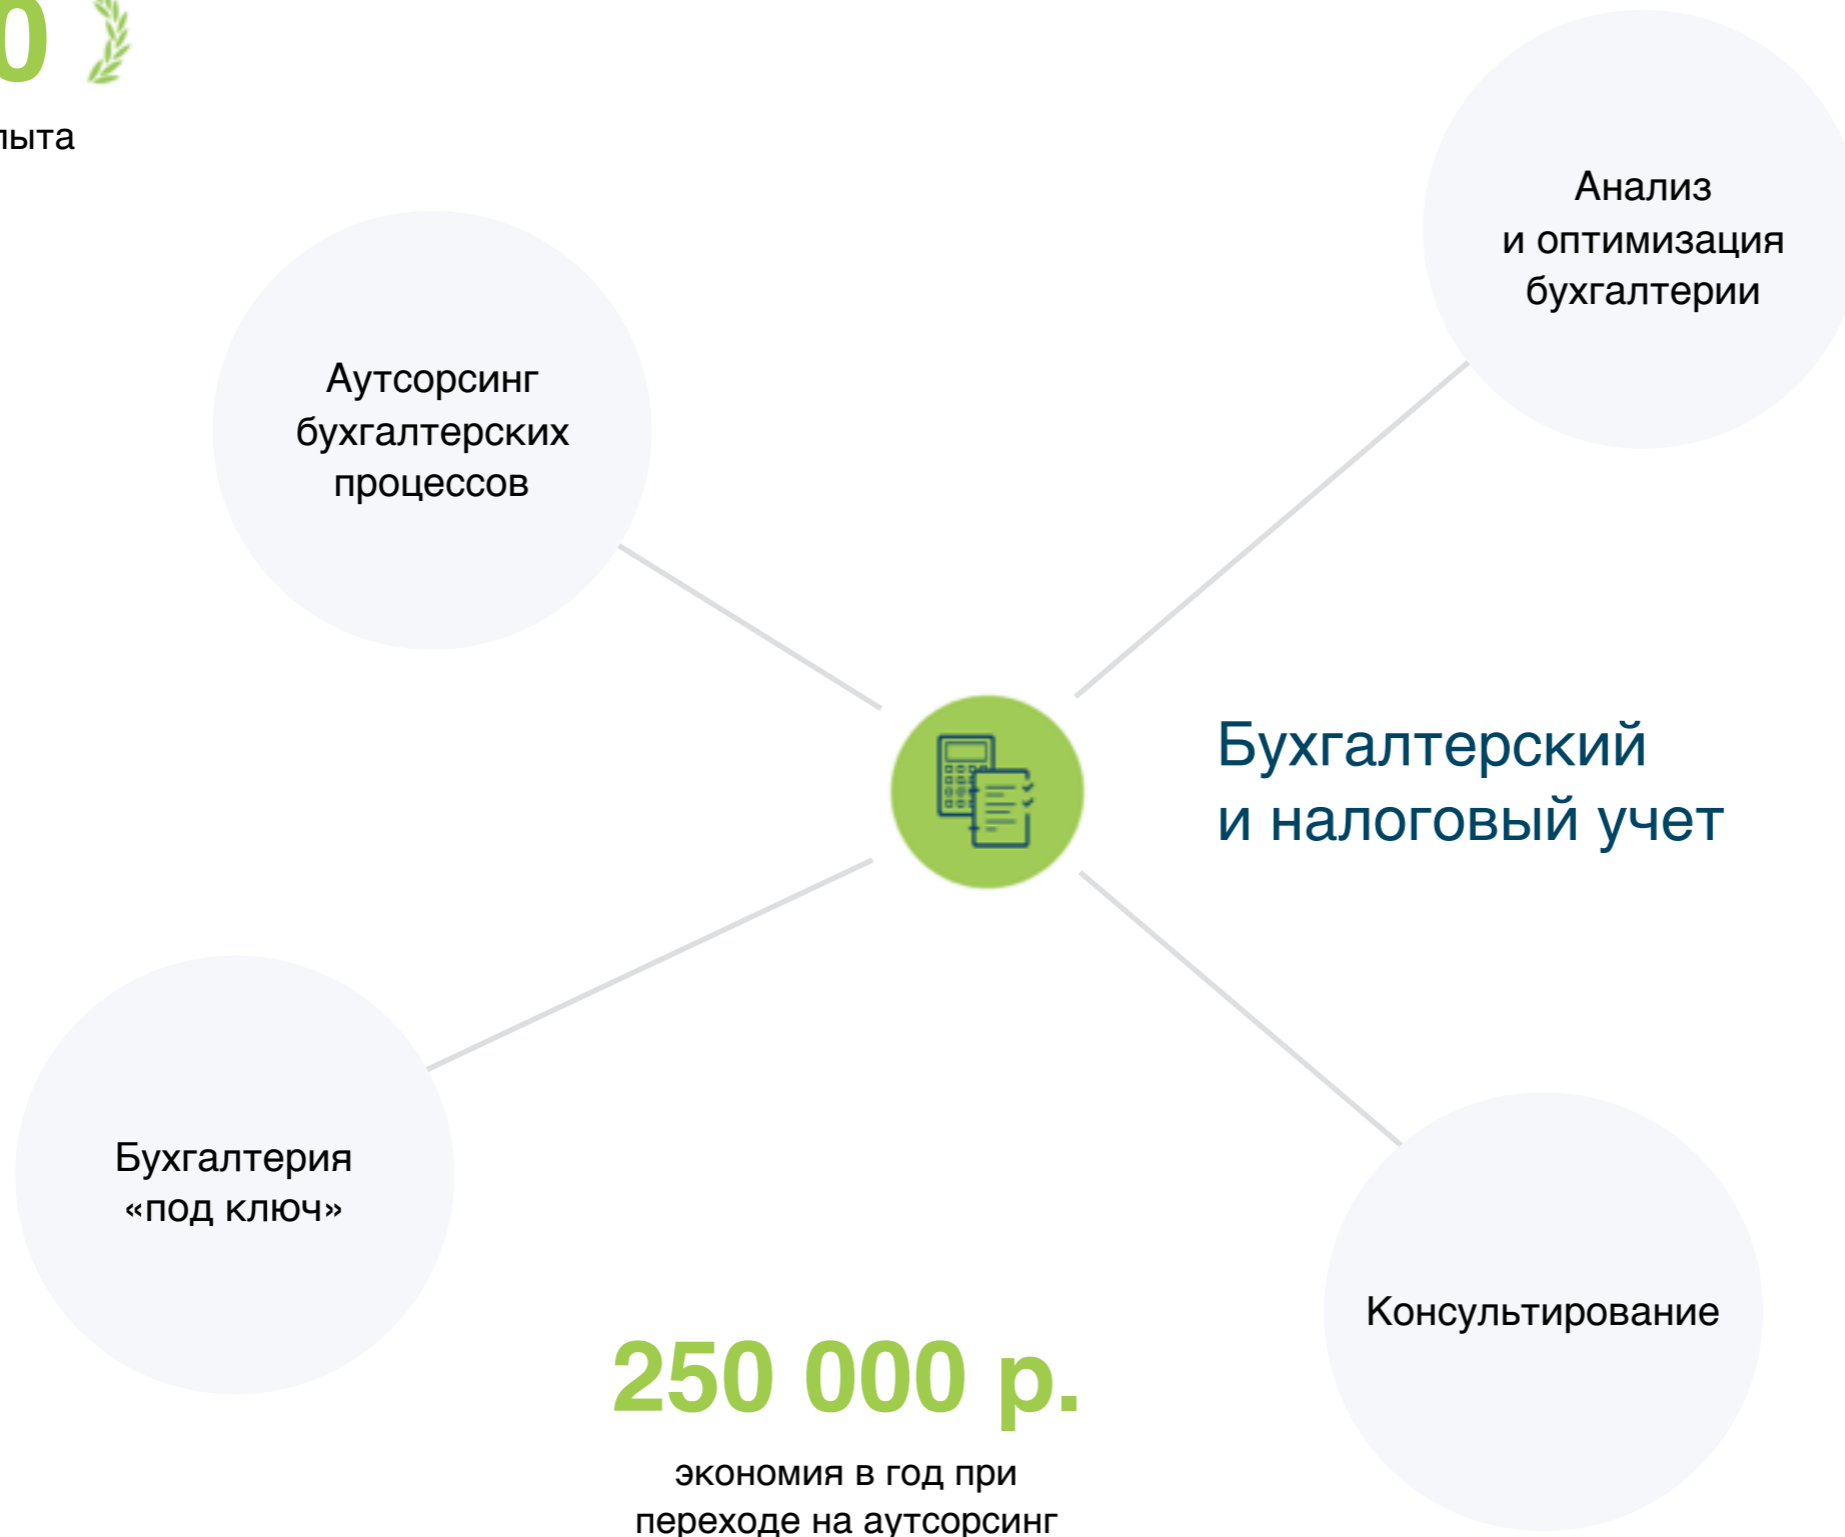 0
Анализ
и оптимизация
бухгалтерии
Аутсорсинг
бухгалтерских
процессов
Бухгалтерский
и налоговый учет
Бухгалтерия
«под ключ»
Консультирование
250 000 р.
экономия в год при
переходе на аутсорсинг